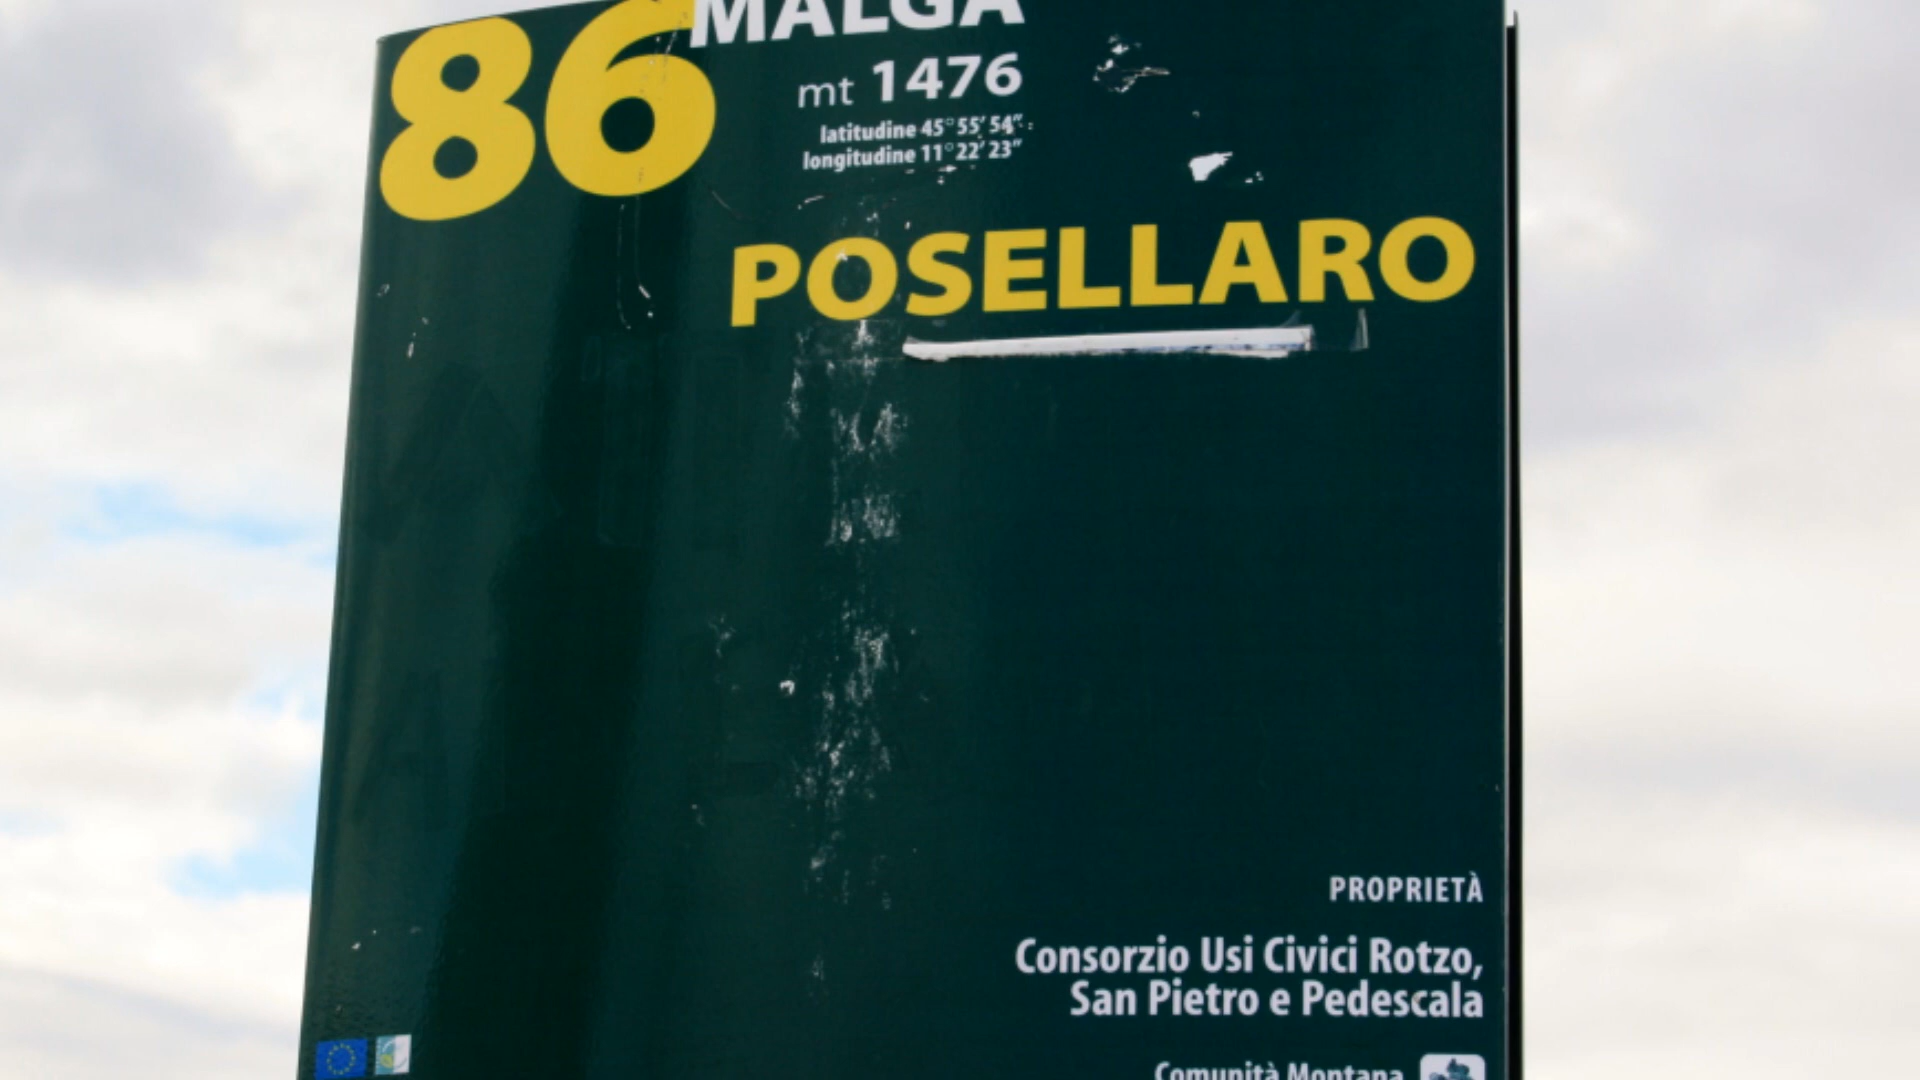 86 MALGA
mt 1476
latitudine 45° 55' 54"
longitudine 11° 22' 23"
POSELLARO
PROPRIETÀ
Consorzio Usi Civici Rotzo,
San Pietro e Pedescala
Comunità Montana